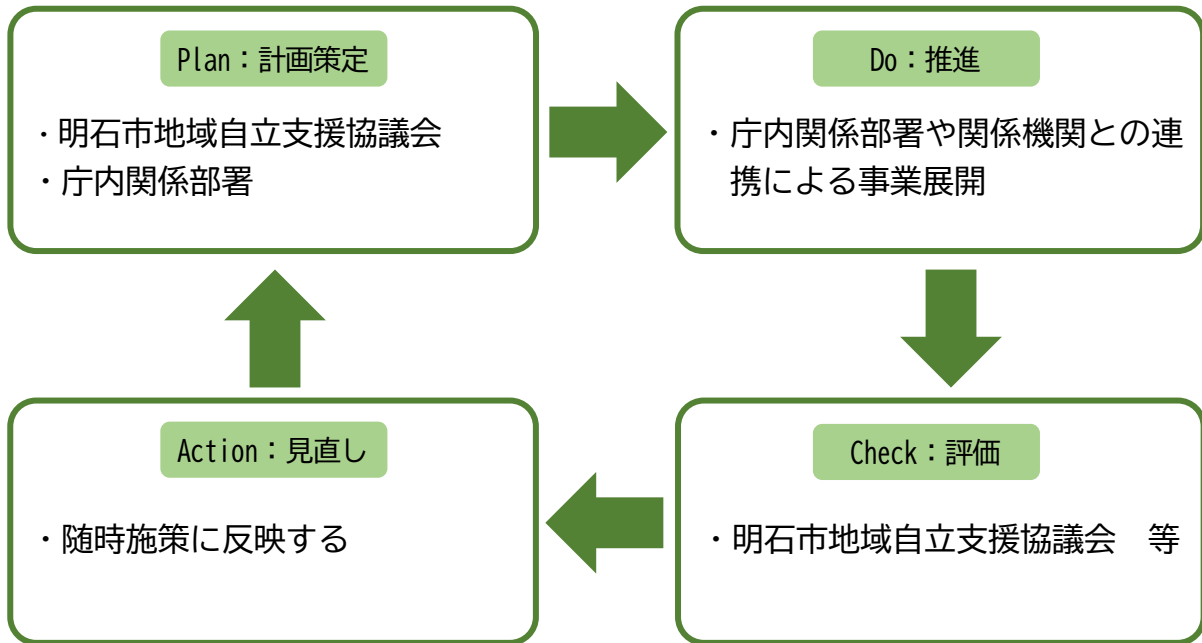 Plan：計画策定
・明石市地域自立支援協議会
・庁内関係部署
Do：推進
・庁内関係部署や関係機関との連
携による事業展開
Action：見直し
・随時施策に反映する
Check：評価
・明石市地域自立支援協議会　等